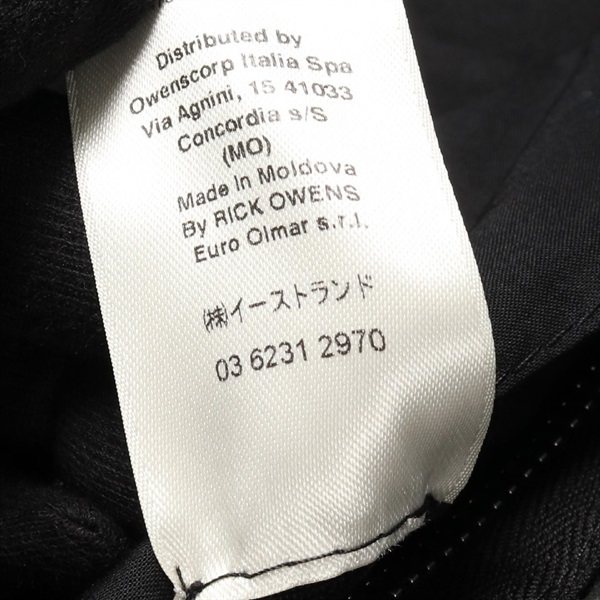 Distributed by
Owenscorp Italia Spa
Via Agnini, 15 41033
Concordia s/S
(MO)
Made in Moldova
By RICK OWENS
Euro Olmar s.r.l.
㈱イーストランド
03 6231 2970